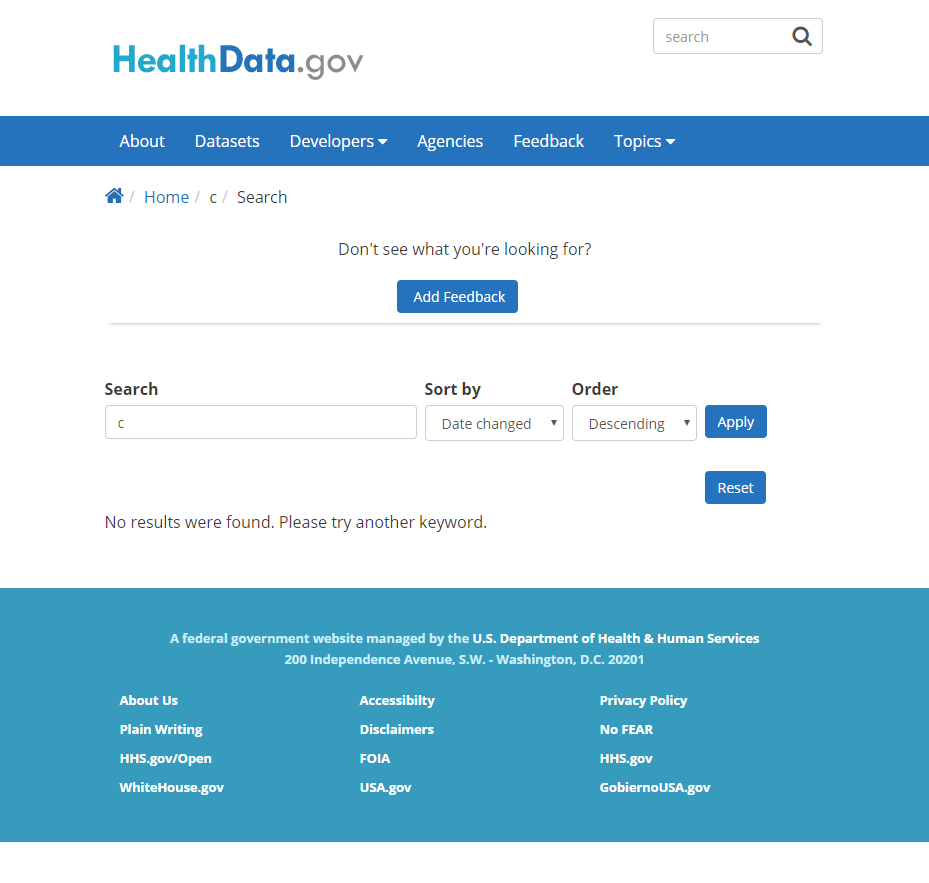 search
HealthData.gov
About Datasets Developers Agencies Feedback Topics
/ Home / c / Search
Don't see what you're looking for?
Add Feedback
Search Sort by Order
c Date changed Descending Apply
Reset
No results were found. Please try another keyword.
A federal government website managed by the U.S. Department of Health & Human Services
200 Independence Avenue, S.W. - Washington, D.C. 20201
About Us Accessibilty Privacy Policy
Plain Writing Disclaimers No FEAR
HHS.gov/Open FOIA HHS.gov
WhiteHouse.gov USA.gov GobiernoUSA.gov